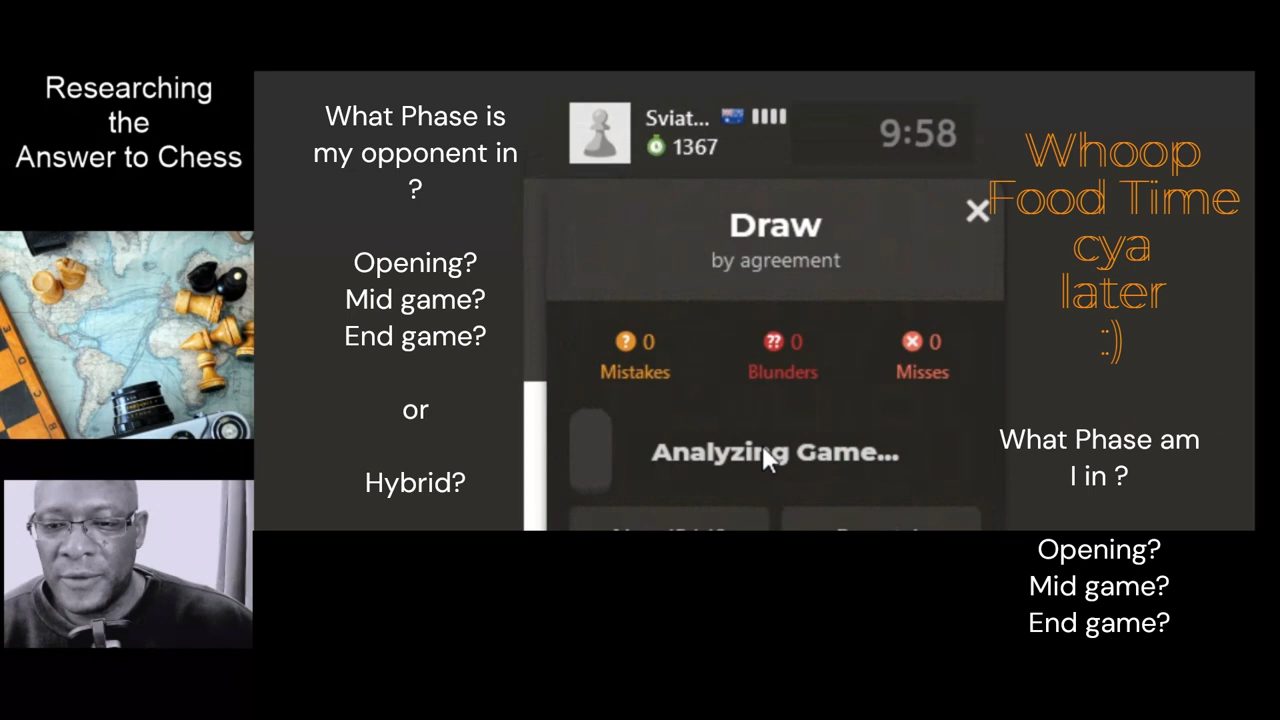 Researching
the
Answer to Chess
What Phase is
my opponent in
?
Opening?
Mid game?
End game?
or
Hybrid?
Sviat...
1367
9:58
Draw
by agreement
? 0
Mistakes
?? 0
Blunders
0
Misses
Analyzing Game...
Whoop
Food Time
cya
later
:)
What Phase am
I in ?
Opening?
Mid game?
End game?